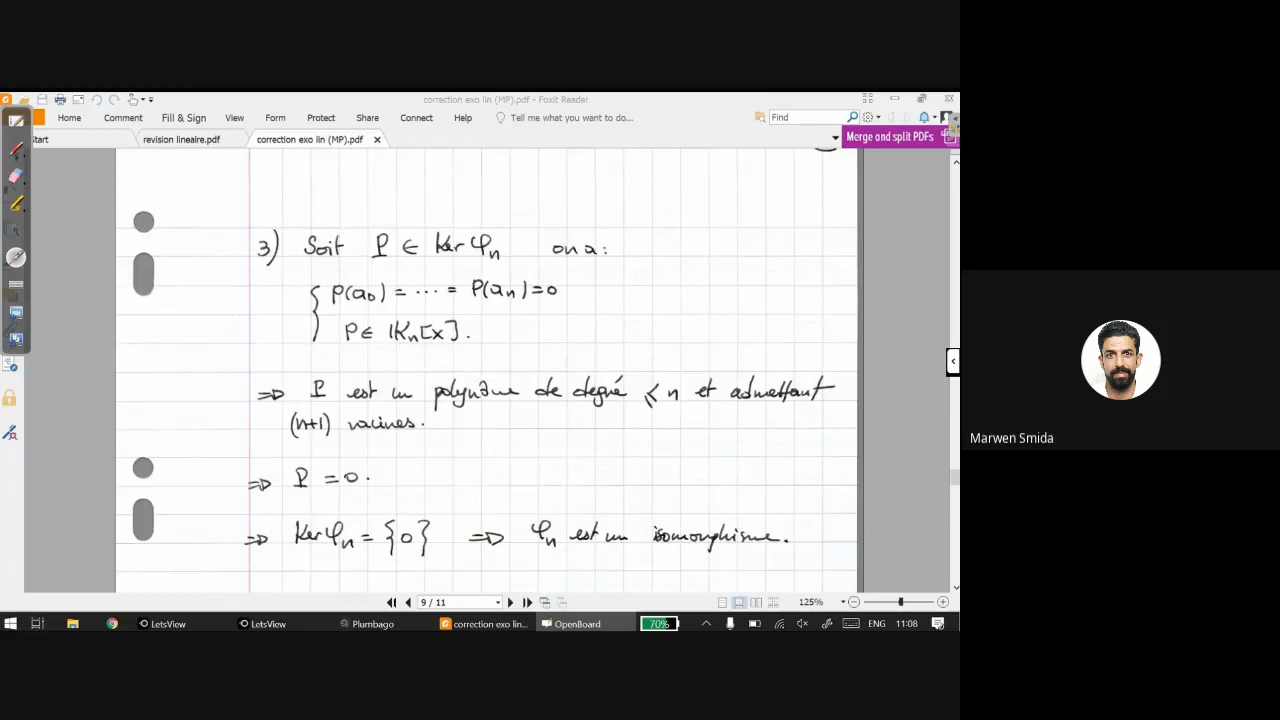 correction exo lin (MP).pdf - Foxit Reader
Home Comment Fill & Sign View Form Protect Share Connect Help Tell me what you want to do... Find
Start revision lineaire.pdf correction exo lin (MP).pdf Merge and split PDFs
3) Soit P ∈ Ker φn on a :
P(a0) = ⋯ = P(an) = 0
P ∈ 𝕂n[X].
⇒ P est un polynôme de degré ⩽ n et admettant
(n+1) racines.
⇒ P = 0.
⇒ Ker φn = {0} ⇒ φn est un isomorphisme.
Marwen Smida
9 / 11 125%
LetsView LetsView Plumbago correction exo lin... OpenBoard 70% ENG 11:08